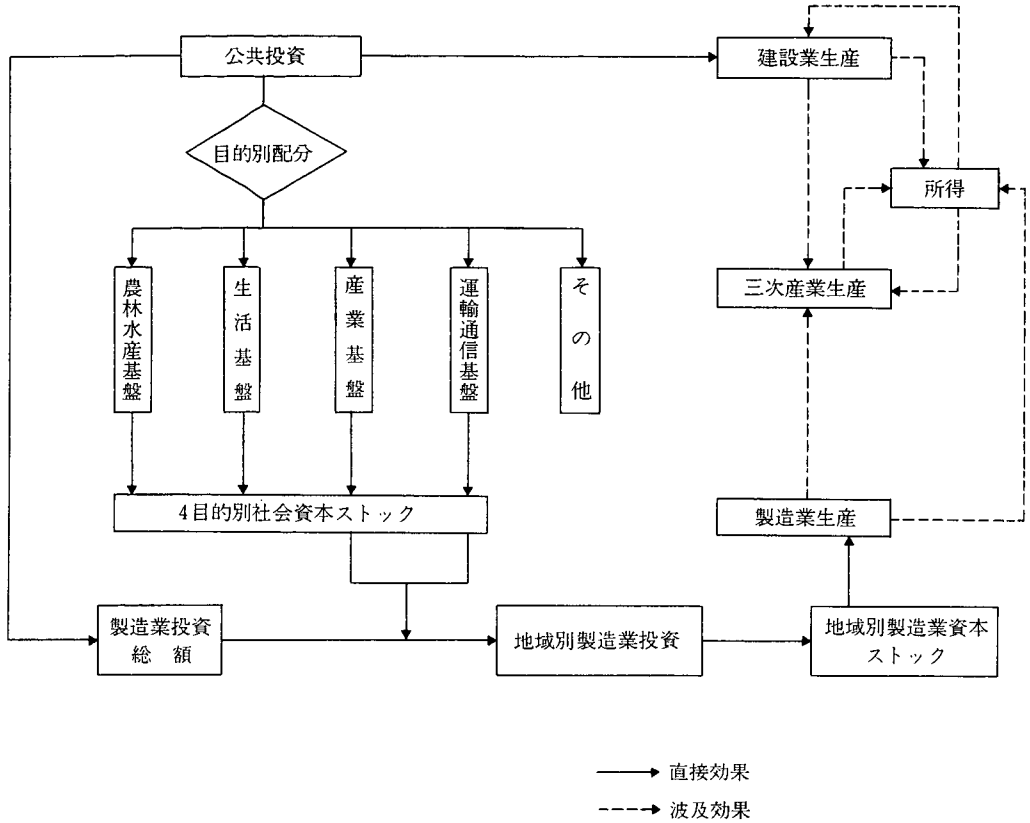 公共投資
建設業生産
目的別配分
所得
農林水産基盤
生活基盤
産業基盤
運輸通信基盤
その他
三次産業生産
4目的別社会資本ストック
製造業生産
製造業投資
総 額
地域別製造業投資
地域別製造業資本
ストック
直接効果
波及効果